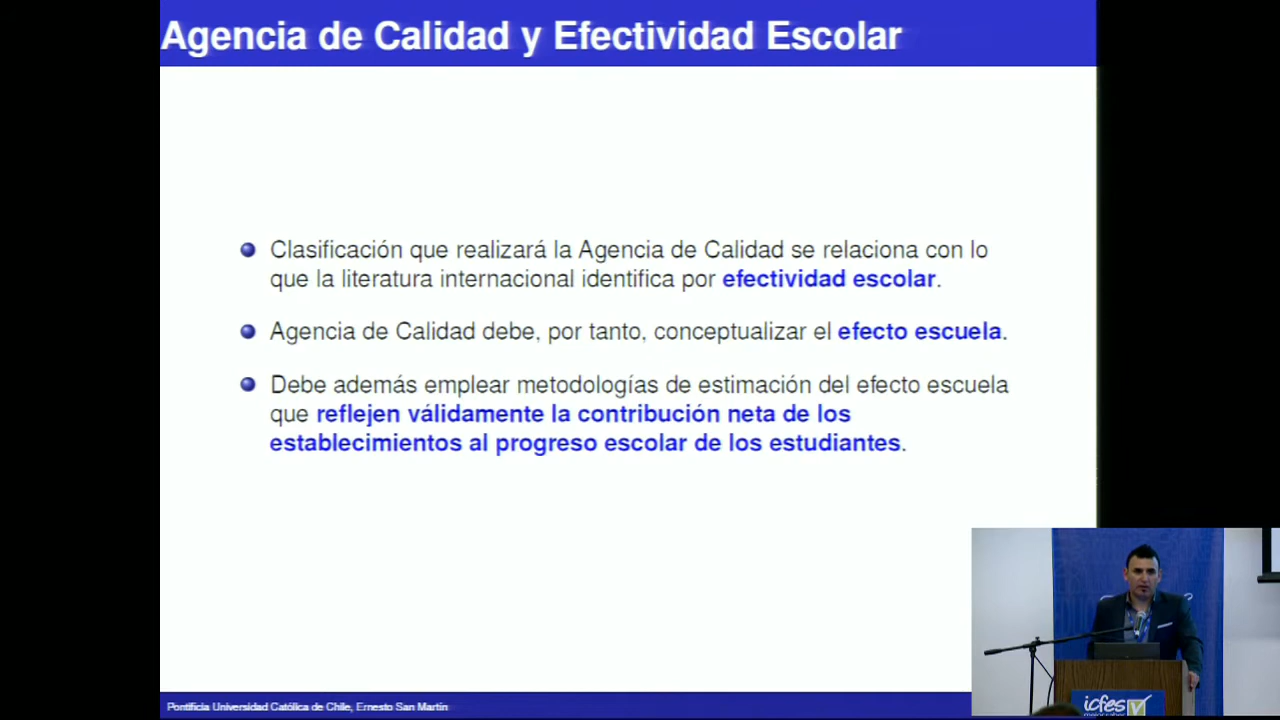 Agencia de Calidad y Efectividad Escolar
Clasificación que realizará la Agencia de Calidad se relaciona con lo
que la literatura internacional identifica por efectividad escolar.
Agencia de Calidad debe, por tanto, conceptualizar el efecto escuela.
Debe además emplear metodologías de estimación del efecto escuela
que reflejen válidamente la contribución neta de los
establecimientos al progreso escolar de los estudiantes.
Pontificia Universidad Católica de Chile, Ernesto San Martín
icfes